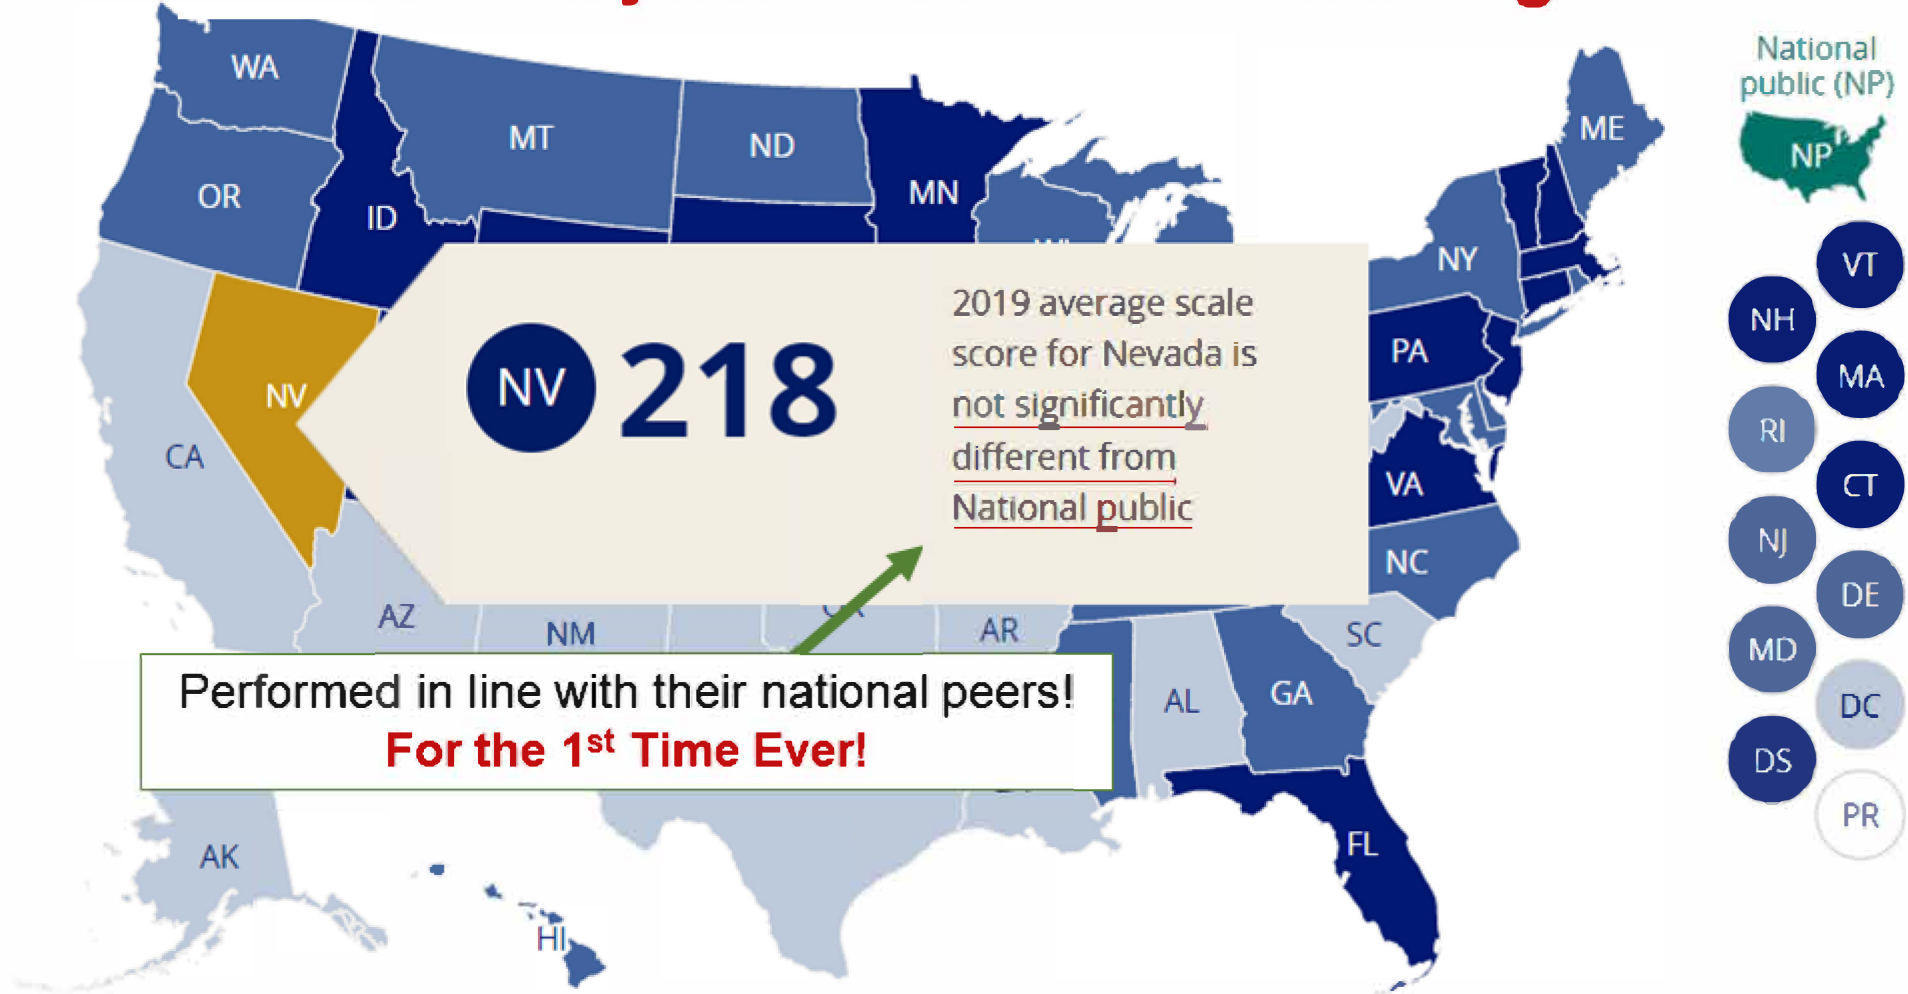 WA
MT
ND
MN
OR
ID
ME
NY
National
public (NP)
NP
VT
NH
MA
RI
CT
NJ
DE
MD
DC
DS
PR
NV
CA
NV 218
2019 average scale
score for Nevada is
not significantly
different from
National public
PA
VA
NC
AZ
NM
AR
SC
Performed in line with their national peers!
For the 1st Time Ever!
AL
GA
FL
AK
HI